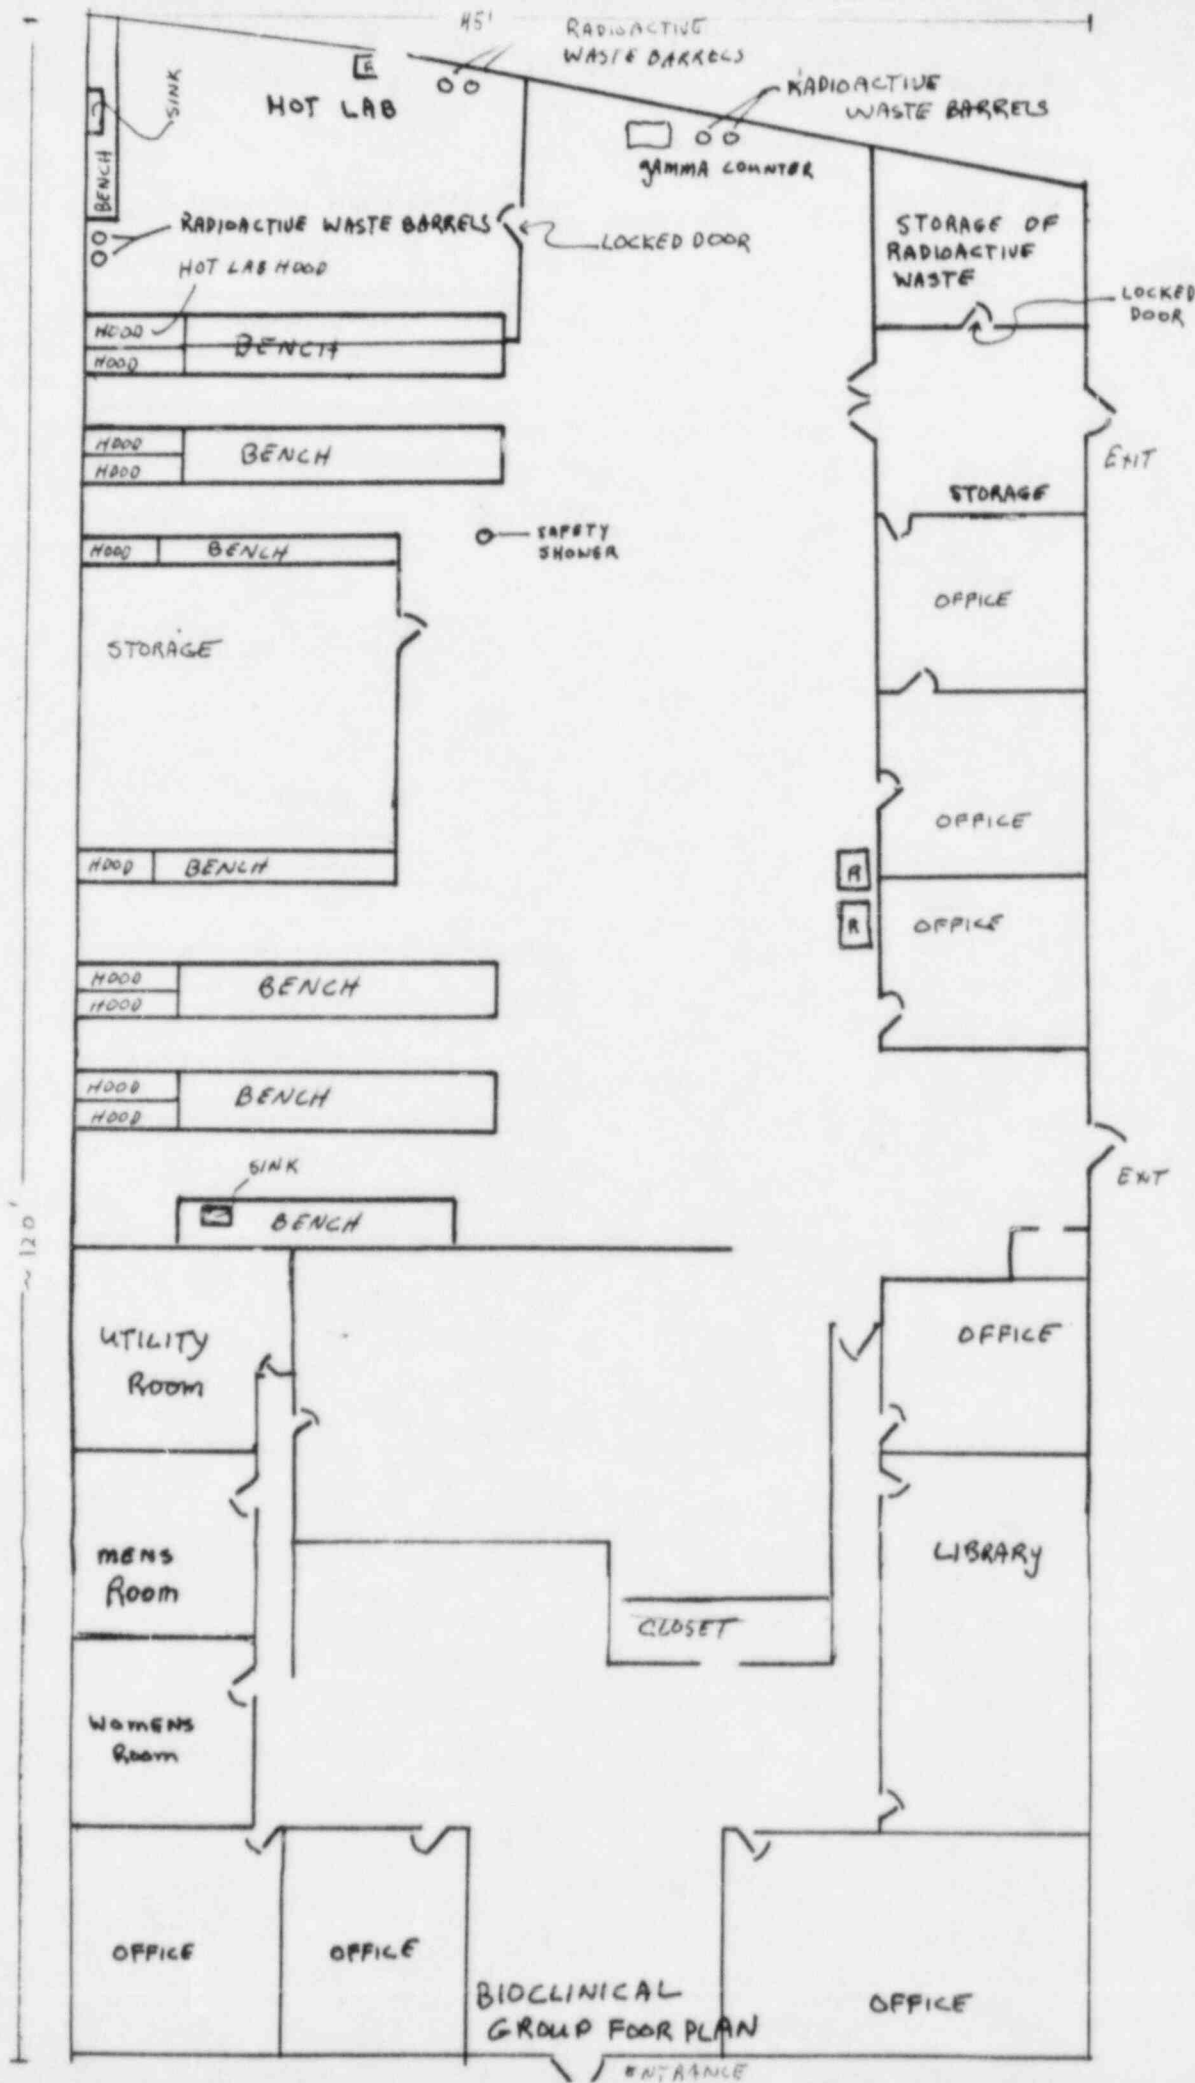 45'
RADIOACTIVE
WASTE BARRELS
SINK
R
HOT LAB
RADIOACTIVE
WASTE BARRELS
GAMMA COUNTER
BENCH
RADIOACTIVE WASTE BARRELS
LOCKED DOOR
STORAGE OF
RADIOACTIVE
WASTE
HOT LAB HOOD
LOCKED
DOOR
HOOD
BENCH
HOOD
HOOD
BENCH
HOOD
EXIT
STORAGE
HOOD
BENCH
SAFETY
SHOWER
OFFICE
STORAGE
OFFICE
HOOD
BENCH
R
R
OFFICE
HOOD
BENCH
HOOD
HOOD
BENCH
HOOD
SINK
BENCH
EXIT
~120'
UTILITY
ROOM
OFFICE
MENS
ROOM
LIBRARY
CLOSET
WOMENS
ROOM
OFFICE
OFFICE
BIOCLINICAL
GROUP FOOR PLAN
OFFICE
ENTRANCE